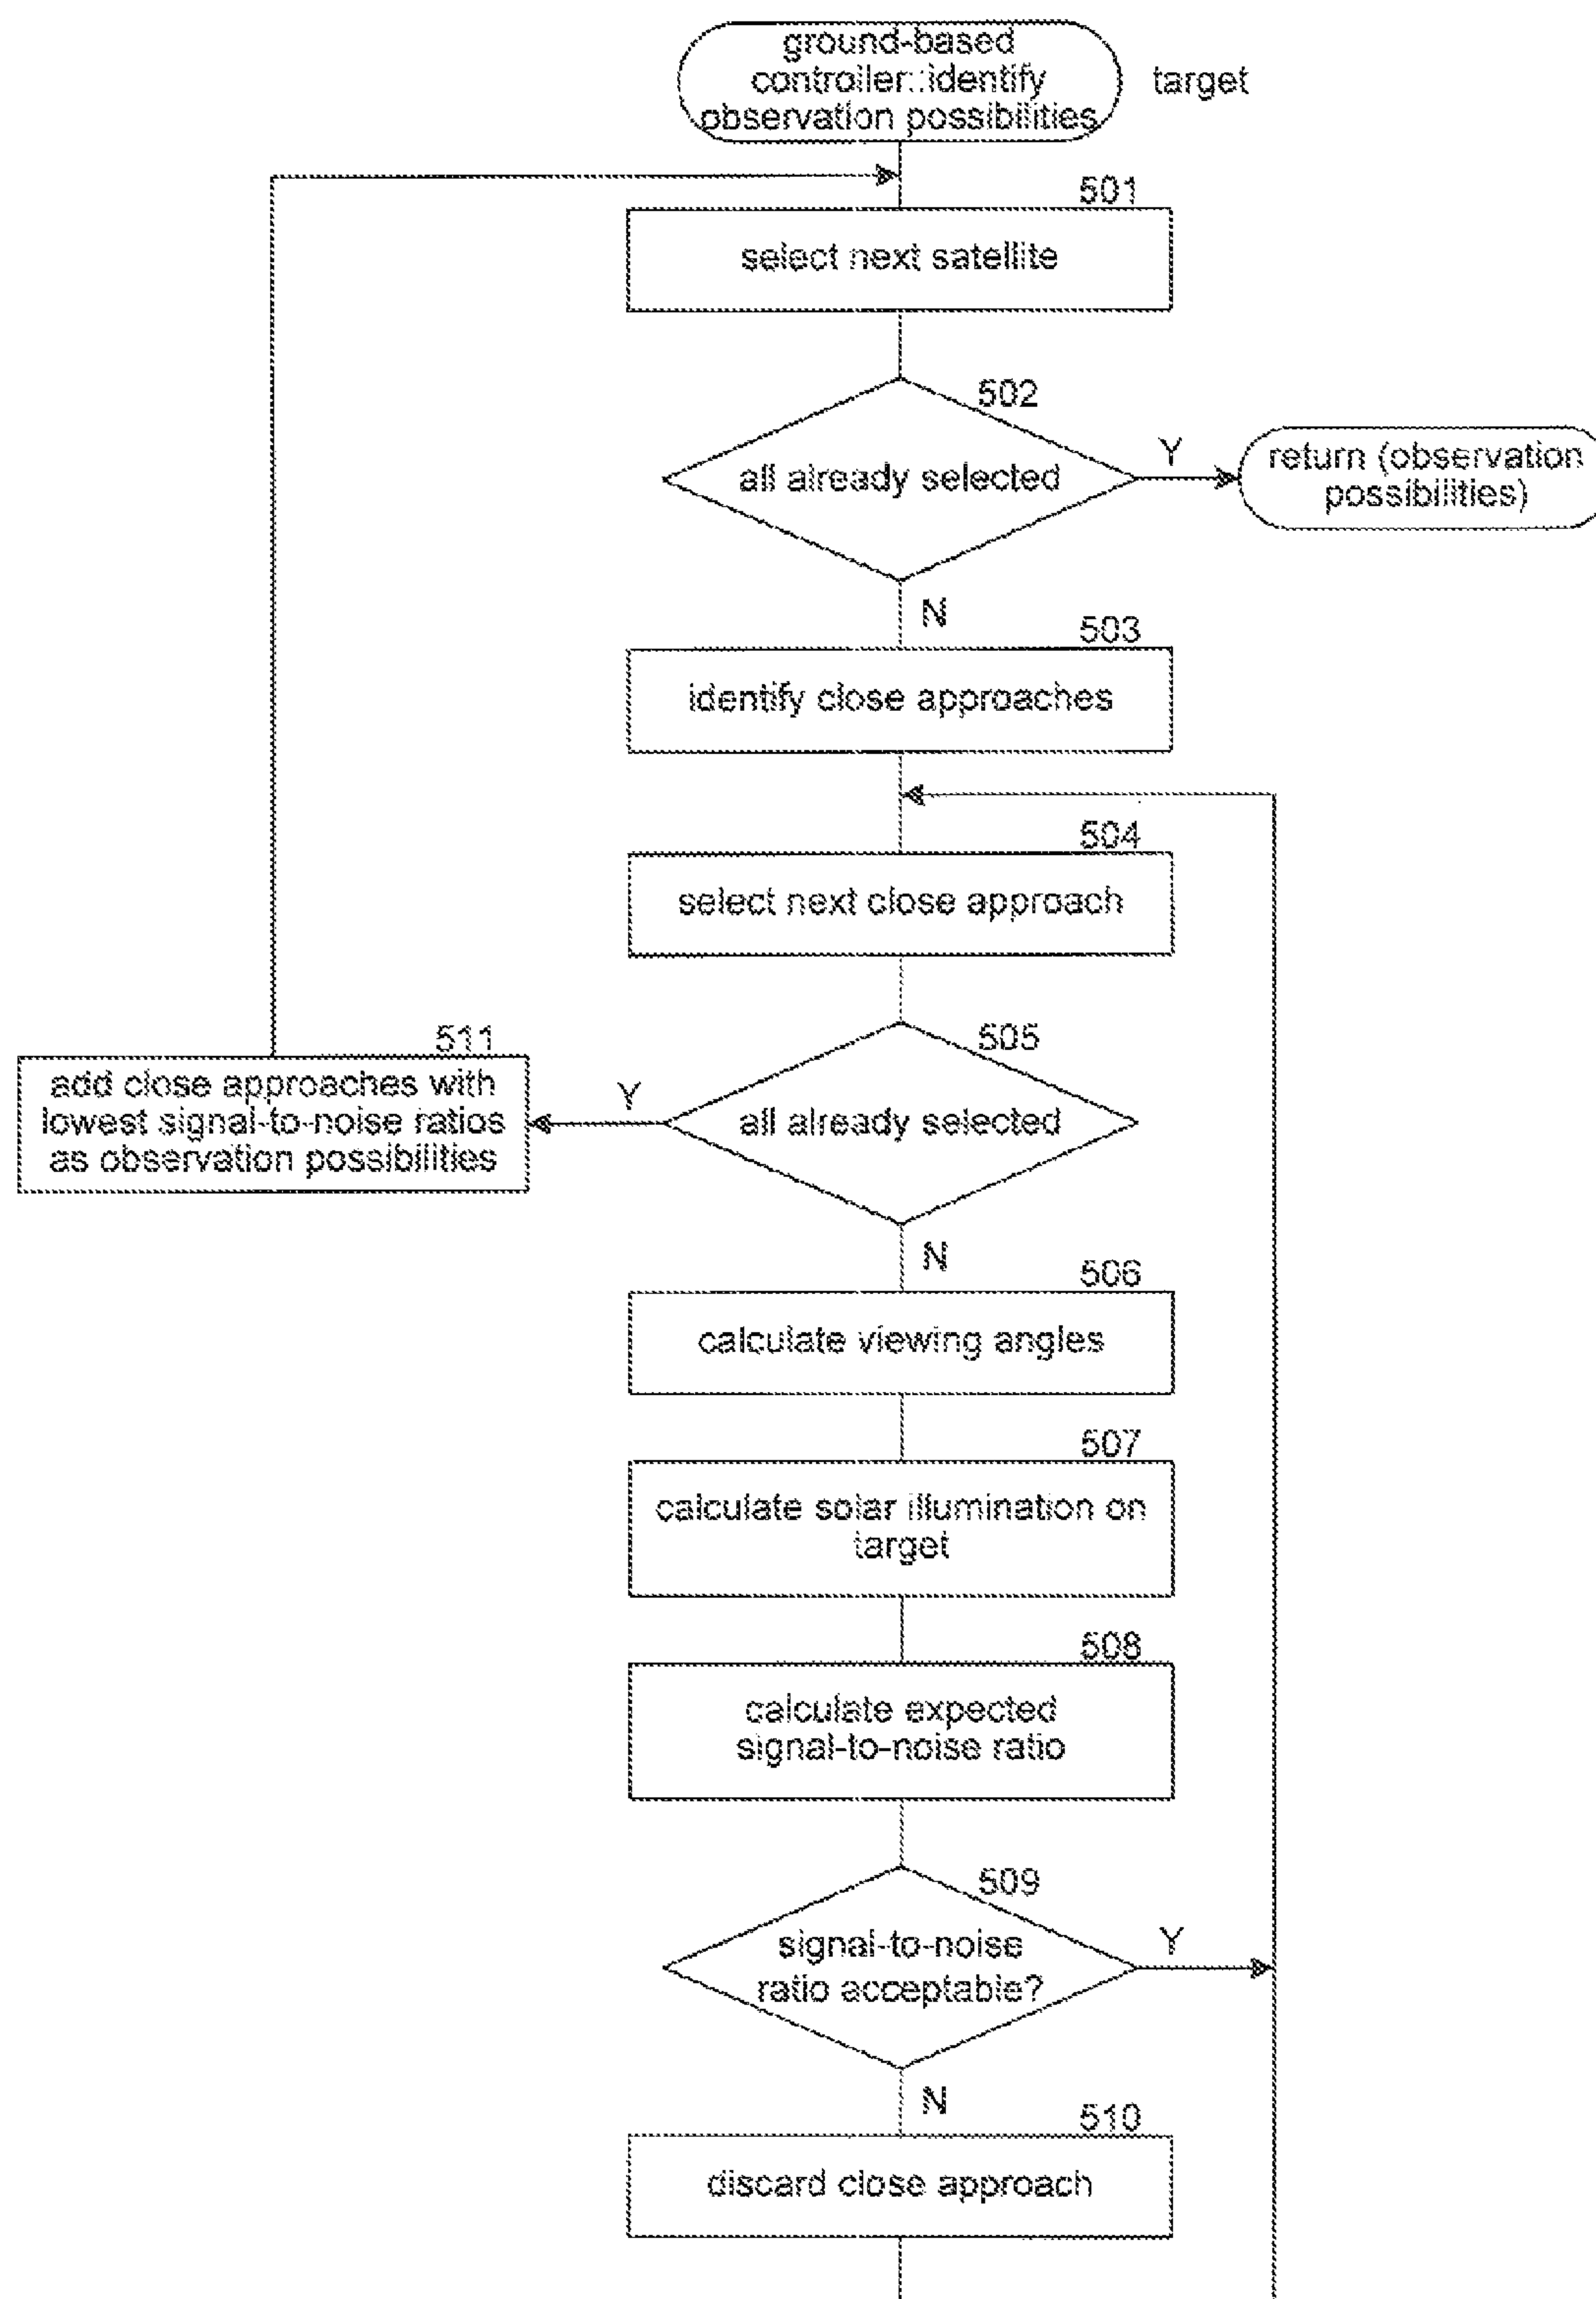 ground-based
controller::identify
observation possibilities
target
501
select next satellite
502
all already selected
Y
return (observation
possibilities)
N
503
identify close approaches
504
select next close approach
505
all already selected
Y
511
add close approaches with
lowest signal-to-noise ratios
as observation possibilities
N
506
calculate viewing angles
507
calculate solar illumination on
target
508
calculate expected
signal-to-noise ratio
509
signal-to-noise
ratio acceptable?
Y
N
510
discard close approach